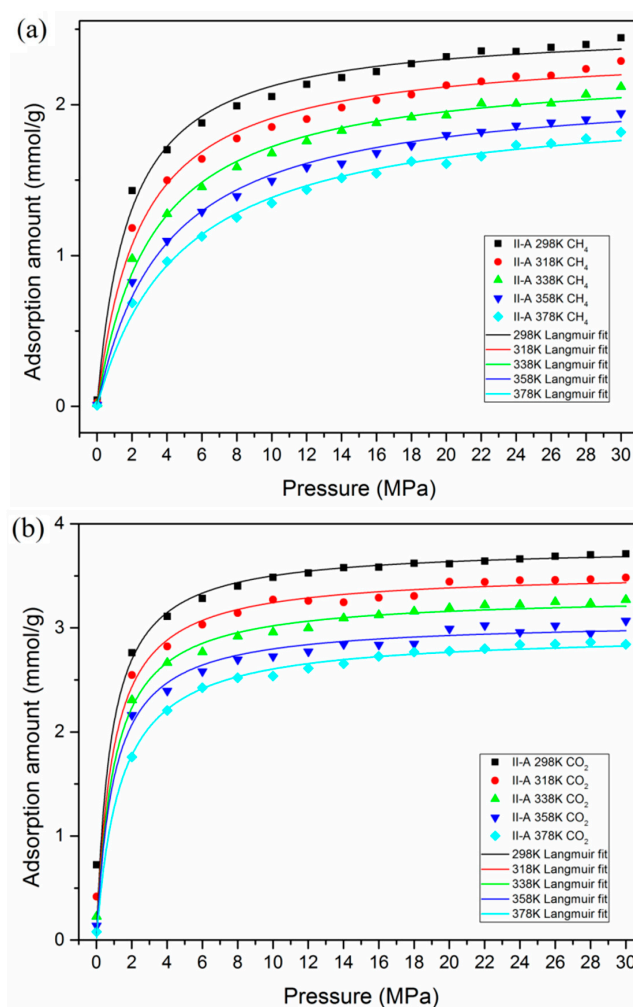 (a)
2
1
0
Adsorption amount (mmol/g)
II-A 298K CH₄
II-A 318K CH₄
II-A 338K CH₄
II-A 358K CH₄
II-A 378K CH₄
298K Langmuir fit
318K Langmuir fit
338K Langmuir fit
358K Langmuir fit
378K Langmuir fit
0 2 4 6 8 10 12 14 16 18 20 22 24 26 28 30
Pressure (MPa)
(b)
4
3
2
1
0
Adsorption amount (mmol/g)
II-A 298K CO₂
II-A 318K CO₂
II-A 338K CO₂
II-A 358K CO₂
II-A 378K CO₂
298K Langmuir fit
318K Langmuir fit
338K Langmuir fit
358K Langmuir fit
378K Langmuir fit
0 2 4 6 8 10 12 14 16 18 20 22 24 26 28 30
Pressure (MPa)